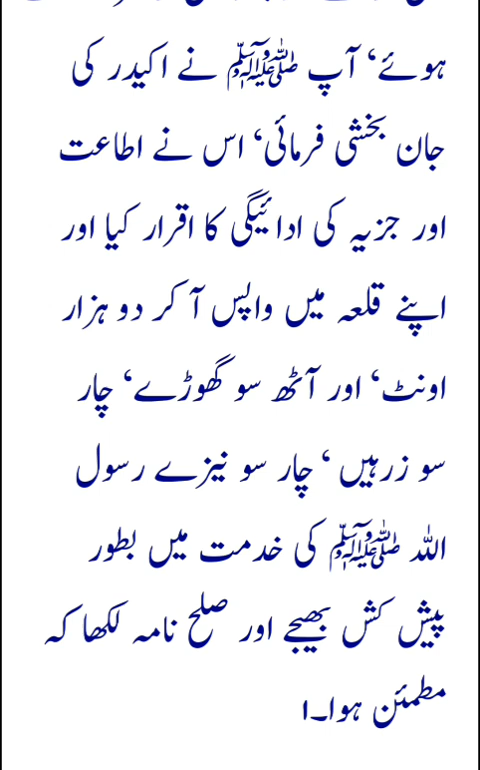 ہوئے‘ آپ ﷺ نے اکیدر کی
جان بخشی فرمائی‘ اس نے اطاعت
اور جزیہ کی ادائیگی کا اقرار کیا اور
اپنے قلعہ میں واپس آ کر دو ہزار
اونٹ‘ اور آٹھ سو گھوڑے‘ چار
سو زرہیں ‘ چار سو نیزے رسول
اللہ ﷺ کی خدمت میں بطور
پیش کش بھیجے اور صلح نامہ لکھا کہ
مطمئن ہوا۔۱